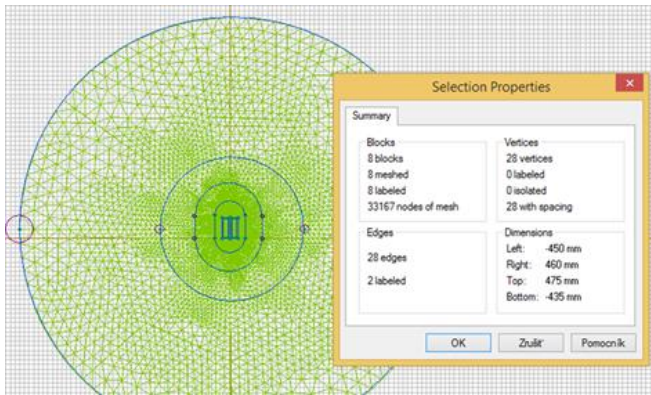 Selection Properties
Summary
Blocks
8 blocks
8 meshed
8 labeled
33167 nodes of mesh
Vertices
28 vertices
0 labeled
0 isolated
28 with spacing
Edges
28 edges
2 labeled
Dimensions
Left: -450 mm
Right: 460 mm
Top: 475 mm
Bottom: -435 mm
OK
Zrušiť
Pomocník